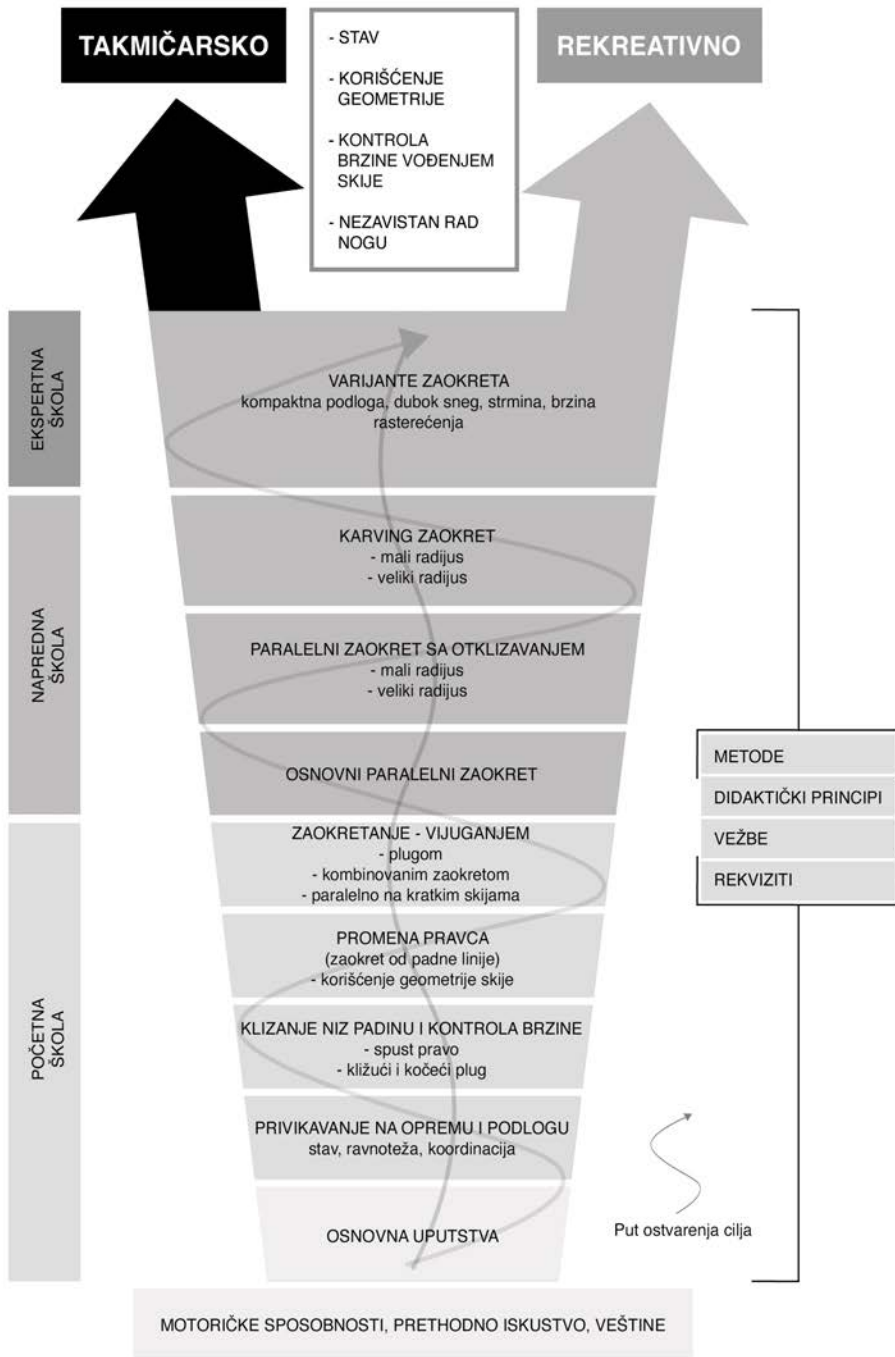 TAKMIČARSKO
- STAV
- KORIŠĆENJE
GEOMETRIJE
- KONTROLA
BRZINE VOĐENJEM
SKIJE
- NEZAVISTAN RAD
NOGU
REKREATIVNO
EKSPERTNA
ŠKOLA
VARIJANTE ZAOKRETA
kompaktna podloga, dubok sneg, strmina, brzina
rasterećenja
NAPREDNA
ŠKOLA
KARVING ZAOKRET
- mali radijus
- veliki radijus
PARALELNI ZAOKRET SA OTKLIZAVANJEM
- mali radijus
- veliki radijus
OSNOVNI PARALELNI ZAOKRET
POČETNA
ŠKOLA
ZAOKRETANJE - VIJUGANJEM
- plugom
- kombinovanim zaokretom
- paralelno na kratkim skijama
PROMENA PRAVCA
(zaokret od padne linije)
- korišćenje geometrije skije
KLIZANJE NIZ PADINU I KONTROLA BRZINE
- spust pravo
- kližući i kočeći plug
PRIVIKAVANJE NA OPREMU I PODLOGU
stav, ravnoteža, koordinacija
OSNOVNA UPUTSTVA
METODE
DIDAKTIČKI PRINCIPI
VEŽBE
REKVIZITI
Put ostvarenja cilja
MOTORIČKE SPOSOBNOSTI, PRETHODNO ISKUSTVO, VEŠTINE